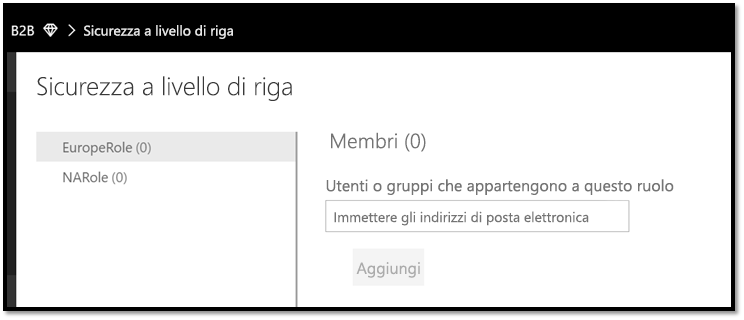 B2B > Sicurezza a livello di riga
Sicurezza a livello di riga
EuropeRole (0)
NARole (0)
Membri (0)
Utenti o gruppi che appartengono a questo ruolo
Immettere gli indirizzi di posta elettronica
Aggiungi